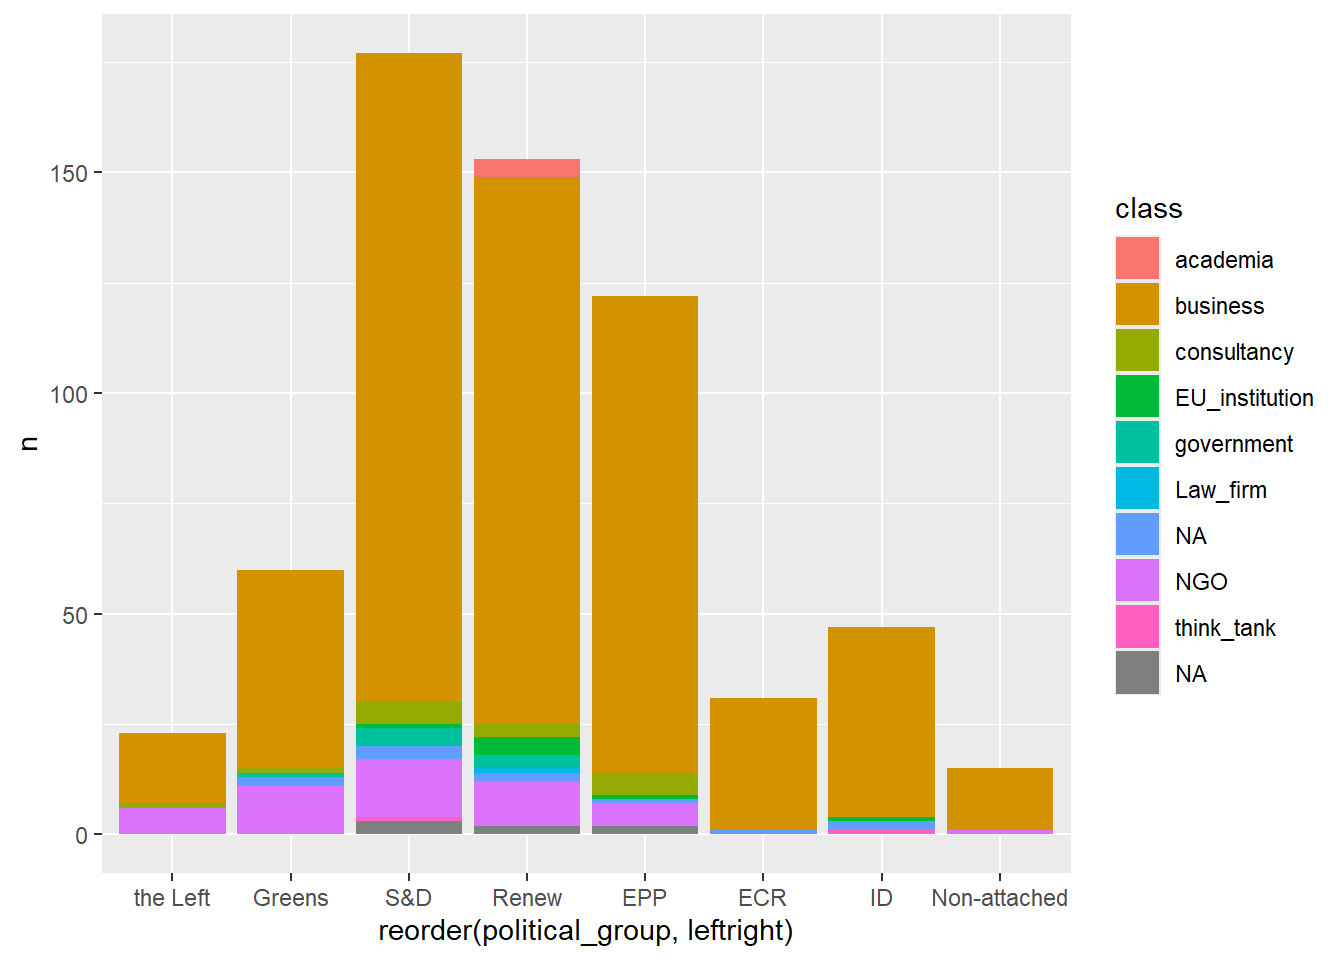 150
100
50
0
n
the Left Greens S&D Renew EPP ECR ID Non-attached
reorder(political_group, leftright)
class
academia
business
consultancy
EU_institution
government
Law_firm
NA
NGO
think_tank
NA